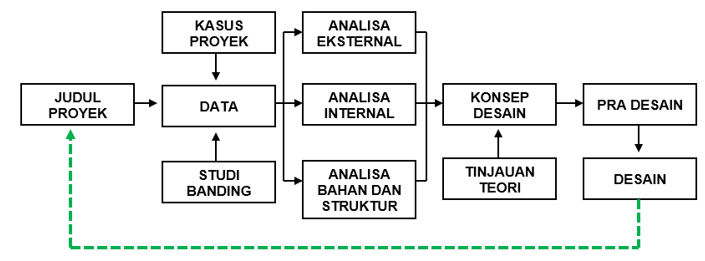 KASUS
PROYEK
ANALISA
EKSTERNAL
JUDUL
PROYEK
DATA
ANALISA
INTERNAL
KONSEP
DESAIN
PRA DESAIN
STUDI
BANDING
ANALISA
BAHAN DAN
STRUKTUR
TINJAUAN
TEORI
DESAIN